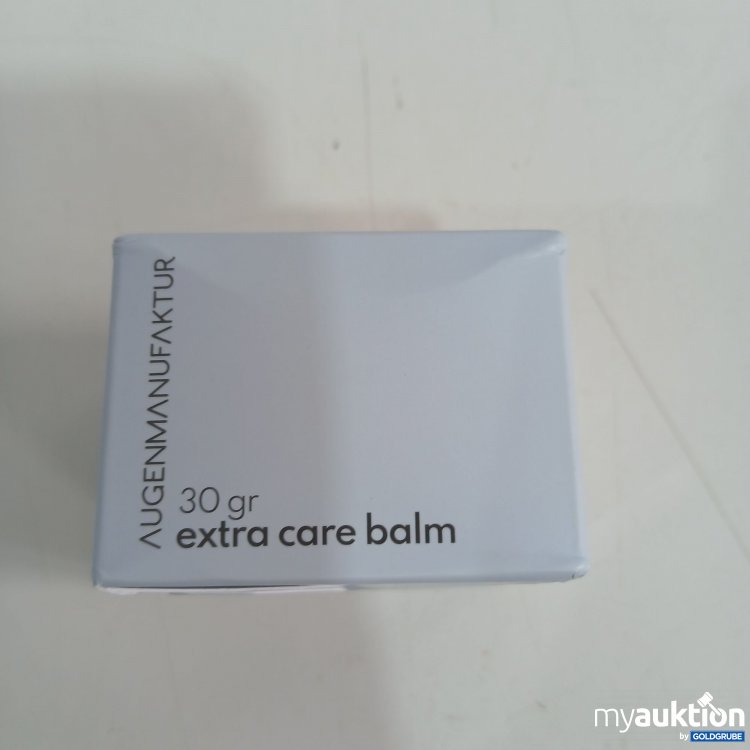 AUGENMANUFAKTUR
30 gr
extra care balm
myauktion
by GOLDGRUBE